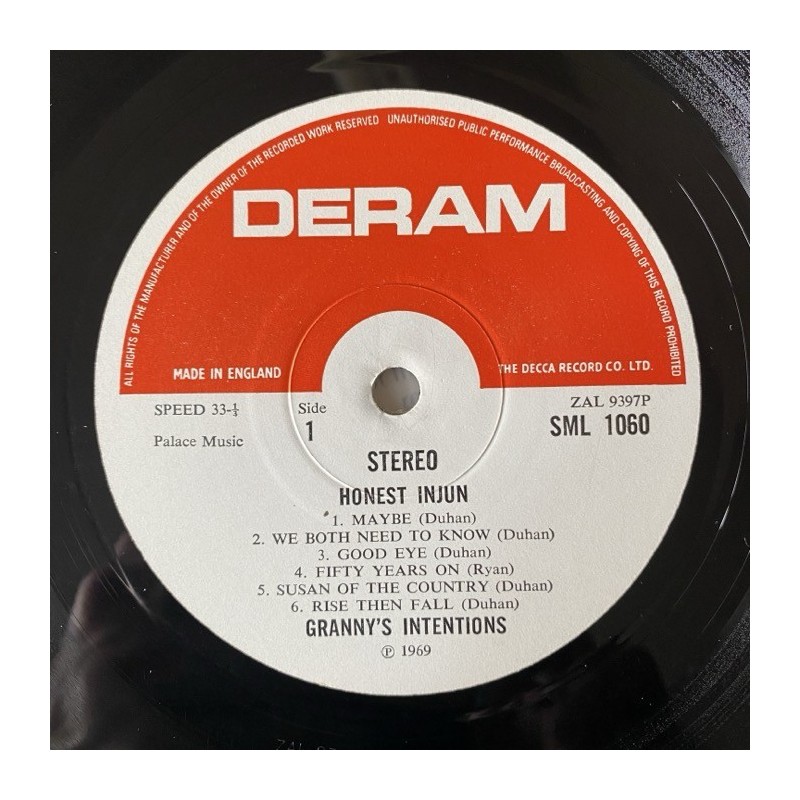 ALL RIGHTS OF THE MANUFACTURER AND OF THE OWNER OF THE RECORDED WORK RESERVED UNAUTHORISED PUBLIC PERFORMANCE BROADCASTING AND COPYING OF THIS RECORD PROHIBITED
DERAM
MADE IN ENGLAND THE DECCA RECORD CO. LTD.
SPEED 33-⅓ Side ZAL 9397P
Palace Music 1 SML 1060
STEREO
HONEST INJUN
1. MAYBE (Duhan)
2. WE BOTH NEED TO KNOW (Duhan)
3. GOOD EYE (Duhan)
4. FIFTY YEARS ON (Ryan)
5. SUSAN OF THE COUNTRY (Duhan)
6. RISE THEN FALL (Duhan)
GRANNY'S INTENTIONS
℗ 1969